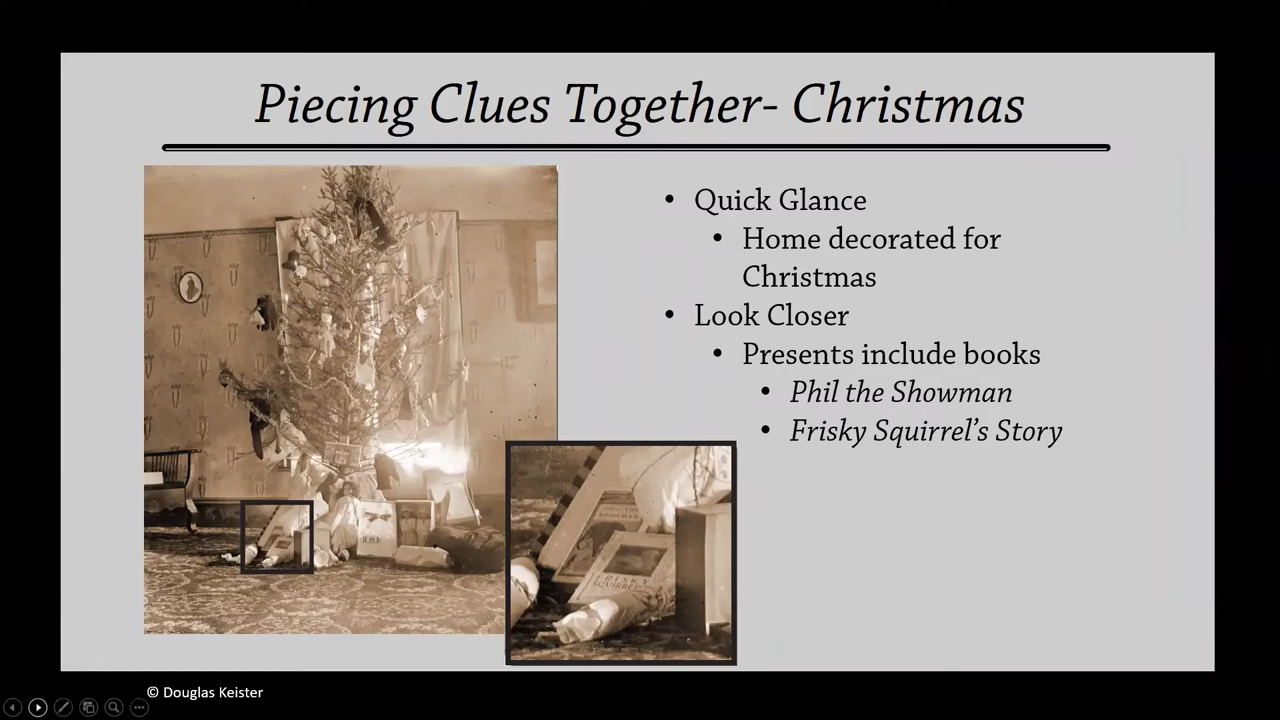 Piecing Clues Together- Christmas
• Quick Glance
• Home decorated for
Christmas
• Look Closer
• Presents include books
• Phil the Showman
• Frisky Squirrel's Story
FRISKY
© Douglas Keister